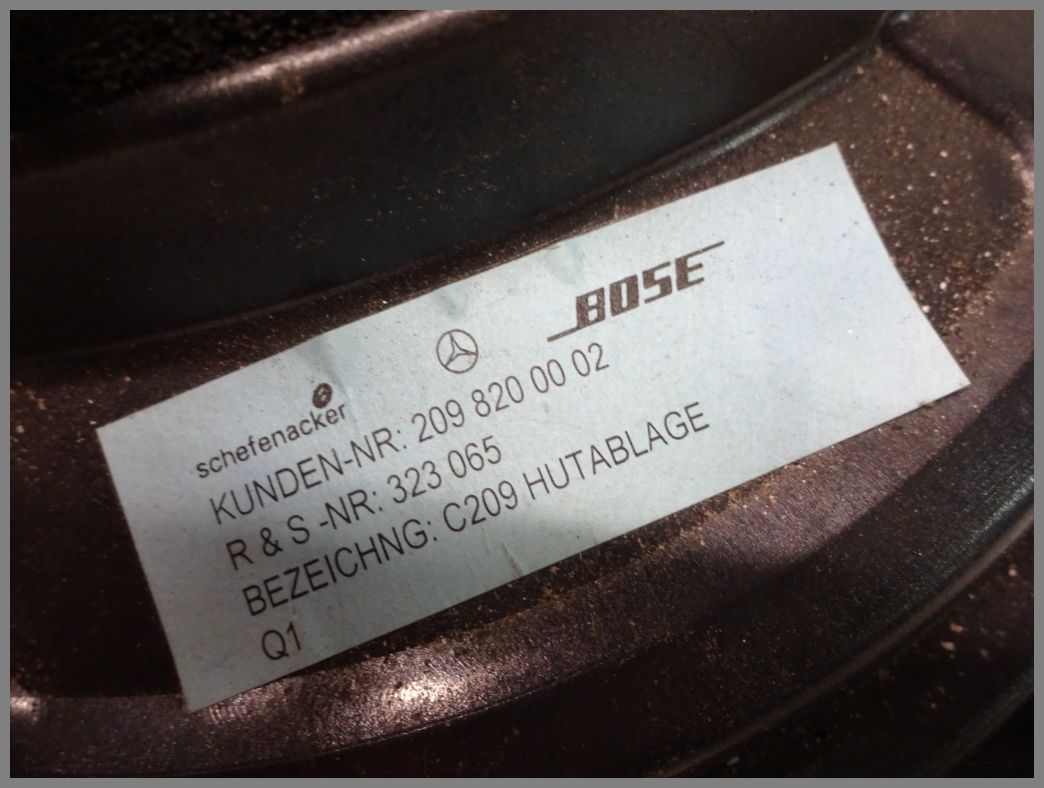 BOSE
schefenacker
KUNDEN-NR: 209 820 00 02
R & S -NR: 323 065
BEZEICHNG: C209 HUTABLAGE
Q1